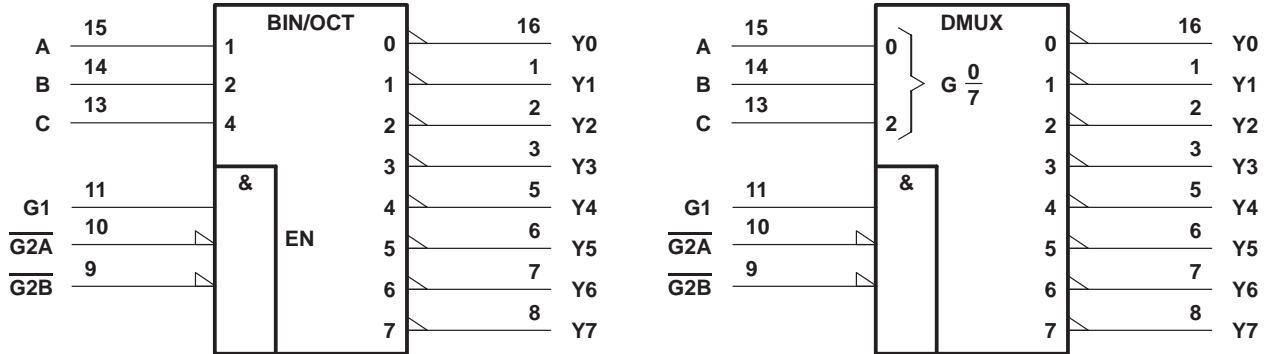 BIN/OCT
A 15 1 0 16 Y0
B 14 2 1 1 Y1
C 13 4 2 2 Y2
3 3 Y3
&
G1 11 4 5 Y4
G2A 10 EN 5 6 Y5
G2B 9 6 7 Y6
7 8 Y7
DMUX
A 15 0 0 16 Y0
B 14 G 0/7 1 1 Y1
C 13 2 2 2 Y2
3 3 Y3
&
G1 11 4 5 Y4
G2A 10 5 6 Y5
G2B 9 6 7 Y6
7 8 Y7